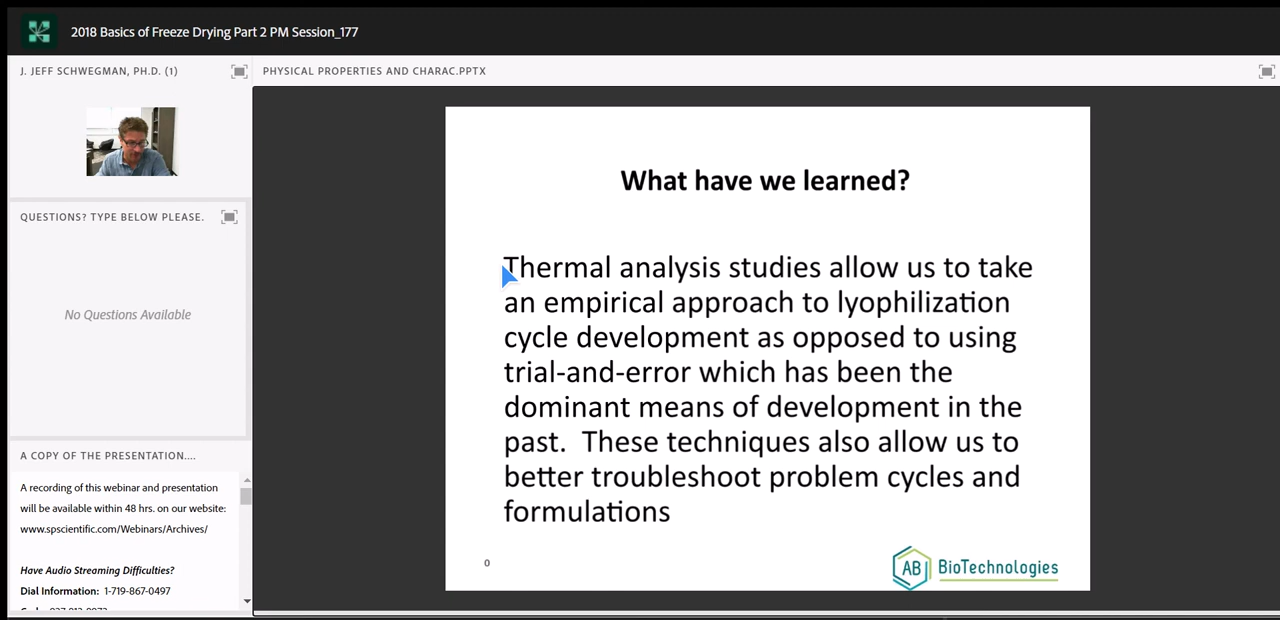 2018 Basics of Freeze Drying Part 2 PM Session_177
J. JEFF SCHWEGMAN, PH.D. (1)
PHYSICAL PROPERTIES AND CHARAC.PPTX
QUESTIONS? TYPE BELOW PLEASE.
No Questions Available
A COPY OF THE PRESENTATION....
A recording of this webinar and presentation
will be available within 48 hrs. on our website:
www.spscientific.com/Webinars/Archives/
Have Audio Streaming Difficulties?
Dial Information: 1-719-867-0497
What have we learned?
Thermal analysis studies allow us to take
an empirical approach to lyophilization
cycle development as opposed to using
trial-and-error which has been the
dominant means of development in the
past.  These techniques also allow us to
better troubleshoot problem cycles and
formulations
0
AB BioTechnologies